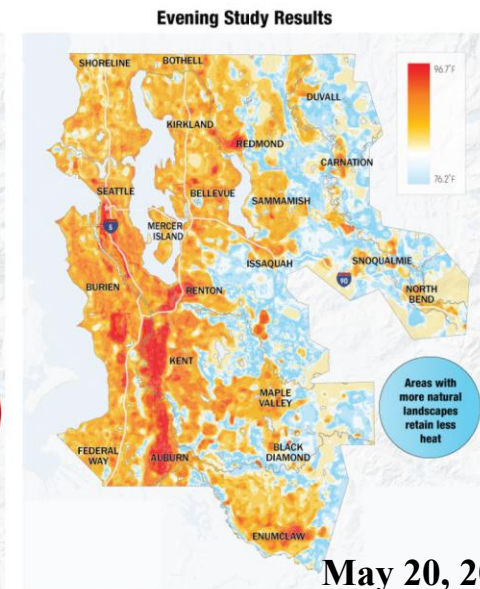 Evening Study Results
SHORELINE
BOTHELL
96.7°F
76.2°F
DUVALL
KIRKLAND
REDMOND
CARNATION
SEATTLE
BELLEVUE
SAMMAMISH
5
MERCER
ISLAND
ISSAQUAH
SNOQUALMIE
90
NORTH
BEND
BURIEN
RENTON
KENT
Areas with
more natural
landscapes
retain less
heat
MAPLE
VALLEY
FEDERAL
WAY
AUBURN
BLACK
DIAMOND
ENUMCLAW
May 20, 20